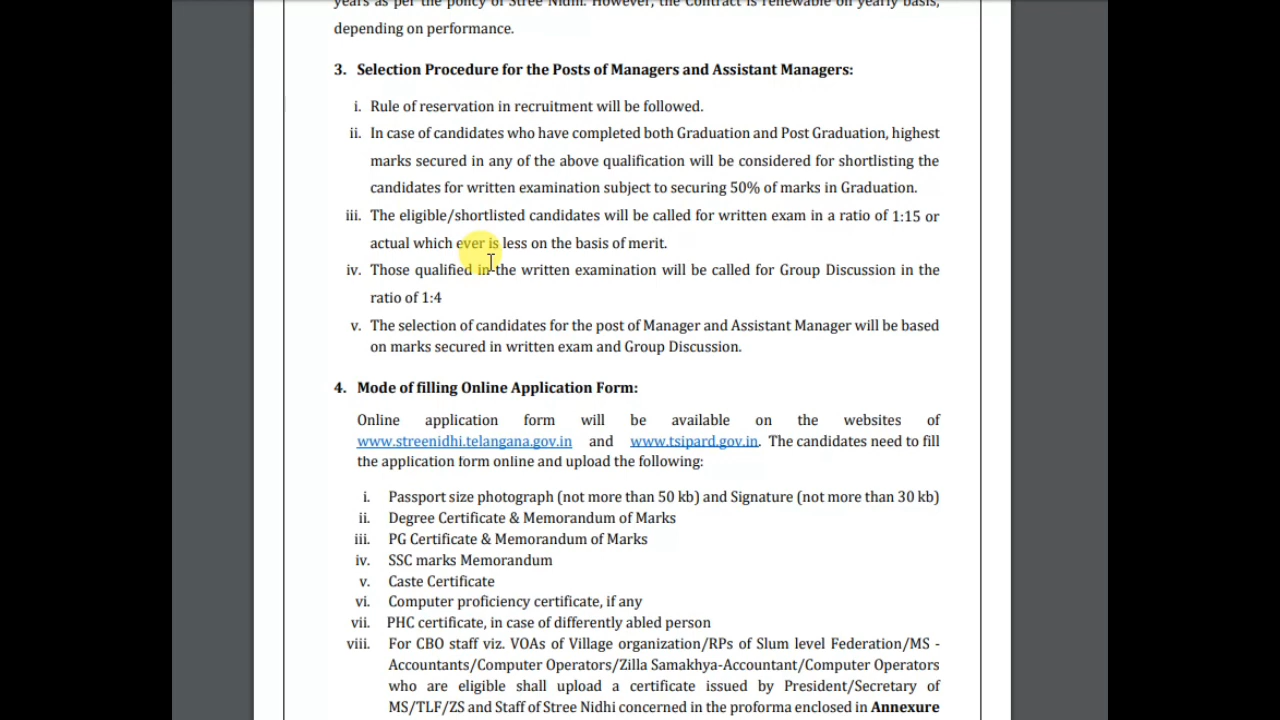 years as per the policy of Stree Nidhi. However, the Contract is renewable on yearly basis,
depending on performance.
3. Selection Procedure for the Posts of Managers and Assistant Managers:
i. Rule of reservation in recruitment will be followed.
ii. In case of candidates who have completed both Graduation and Post Graduation, highest
marks secured in any of the above qualification will be considered for shortlisting the
candidates for written examination subject to securing 50% of marks in Graduation.
iii. The eligible/shortlisted candidates will be called for written exam in a ratio of 1:15 or
actual which ever is less on the basis of merit.
iv. Those qualified in the written examination will be called for Group Discussion in the
ratio of 1:4
v. The selection of candidates for the post of Manager and Assistant Manager will be based
on marks secured in written exam and Group Discussion.
4. Mode of filling Online Application Form:
Online application form will be available on the websites of
www.streenidhi.telangana.gov.in and www.tsipard.gov.in. The candidates need to fill
the application form online and upload the following:
i. Passport size photograph (not more than 50 kb) and Signature (not more than 30 kb)
ii. Degree Certificate & Memorandum of Marks
iii. PG Certificate & Memorandum of Marks
iv. SSC marks Memorandum
v. Caste Certificate
vi. Computer proficiency certificate, if any
vii. PHC certificate, in case of differently abled person
viii. For CBO staff viz. VOAs of Village organization/RPs of Slum level Federation/MS -
Accountants/Computer Operators/Zilla Samakhya-Accountant/Computer Operators
who are eligible shall upload a certificate issued by President/Secretary of
MS/TLF/ZS and Staff of Stree Nidhi concerned in the proforma enclosed in Annexure